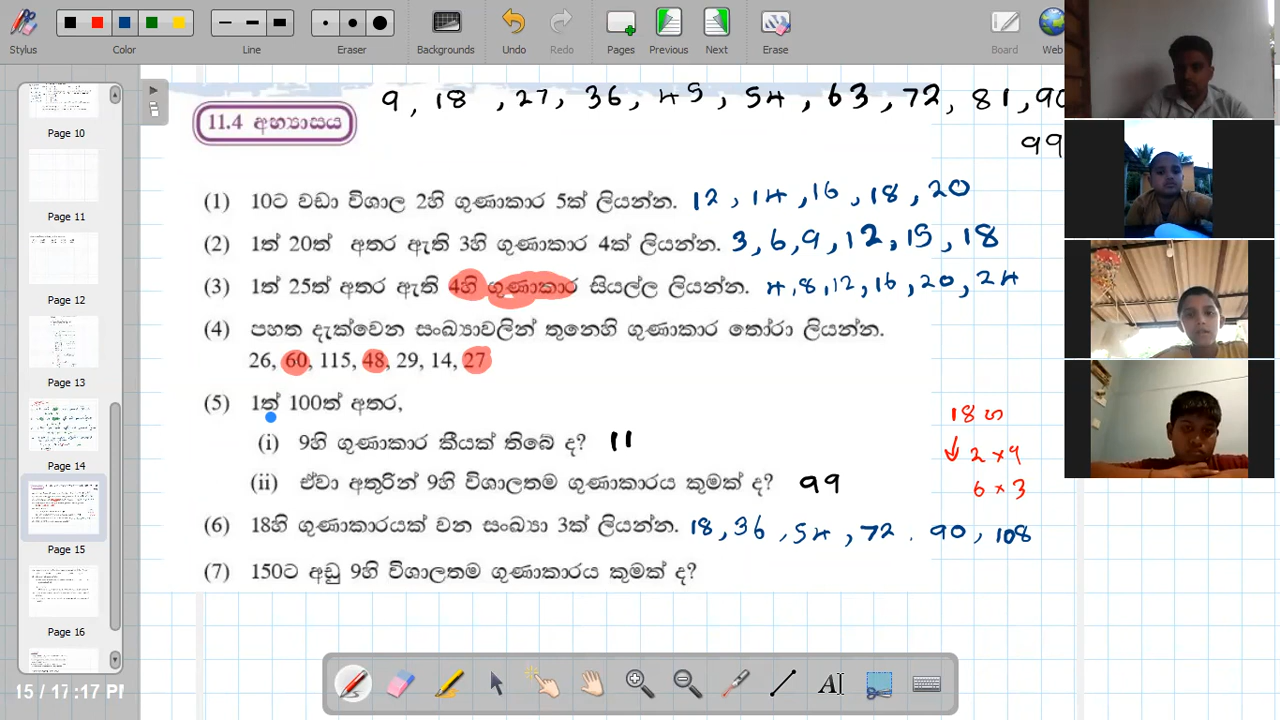 Stylus Color Line Eraser Backgrounds Undo Redo Pages Previous Next Erase Board Web
9, 18, 27, 36, 45, 54, 63, 72, 81, 90
99
11.4 අභ්‍යාසය
(1) 10ට වඩා විශාල 2හි ගුණාකාර 5ක් ලියන්න. 12, 14, 16, 18, 20
(2) 1ත් 20ත් අතර ඇති 3හි ගුණාකාර 4ක් ලියන්න. 3, 6, 9, 12, 15, 18
(3) 1ත් 25ත් අතර ඇති 4හි ගුණාකාර සියල්ල ලියන්න. 4, 8, 12, 16, 20, 24
(4) පහත දැක්වෙන සංඛ්‍යාවලින් තුනෙහි ගුණාකාර තෝරා ලියන්න.
26, 60, 115, 48, 29, 14, 27
(5) 1ත් 100ත් අතර,
(i) 9හි ගුණාකාර කීයක් තිබේ ද? 11
(ii) ඒවා අතුරින් 9හි විශාලතම ගුණාකාරය කුමක් ද? 99
18 හ
2 × 9
6 × 3
(6) 18හි ගුණාකාරයක් වන සංඛ්‍යා 3ක් ලියන්න. 18, 36, 54, 72, 90, 108
(7) 150ට අඩු 9හි විශාලතම ගුණාකාරය කුමක් ද?
Page 10
Page 11
Page 12
Page 13
Page 14
Page 15
Page 16
15 / 17